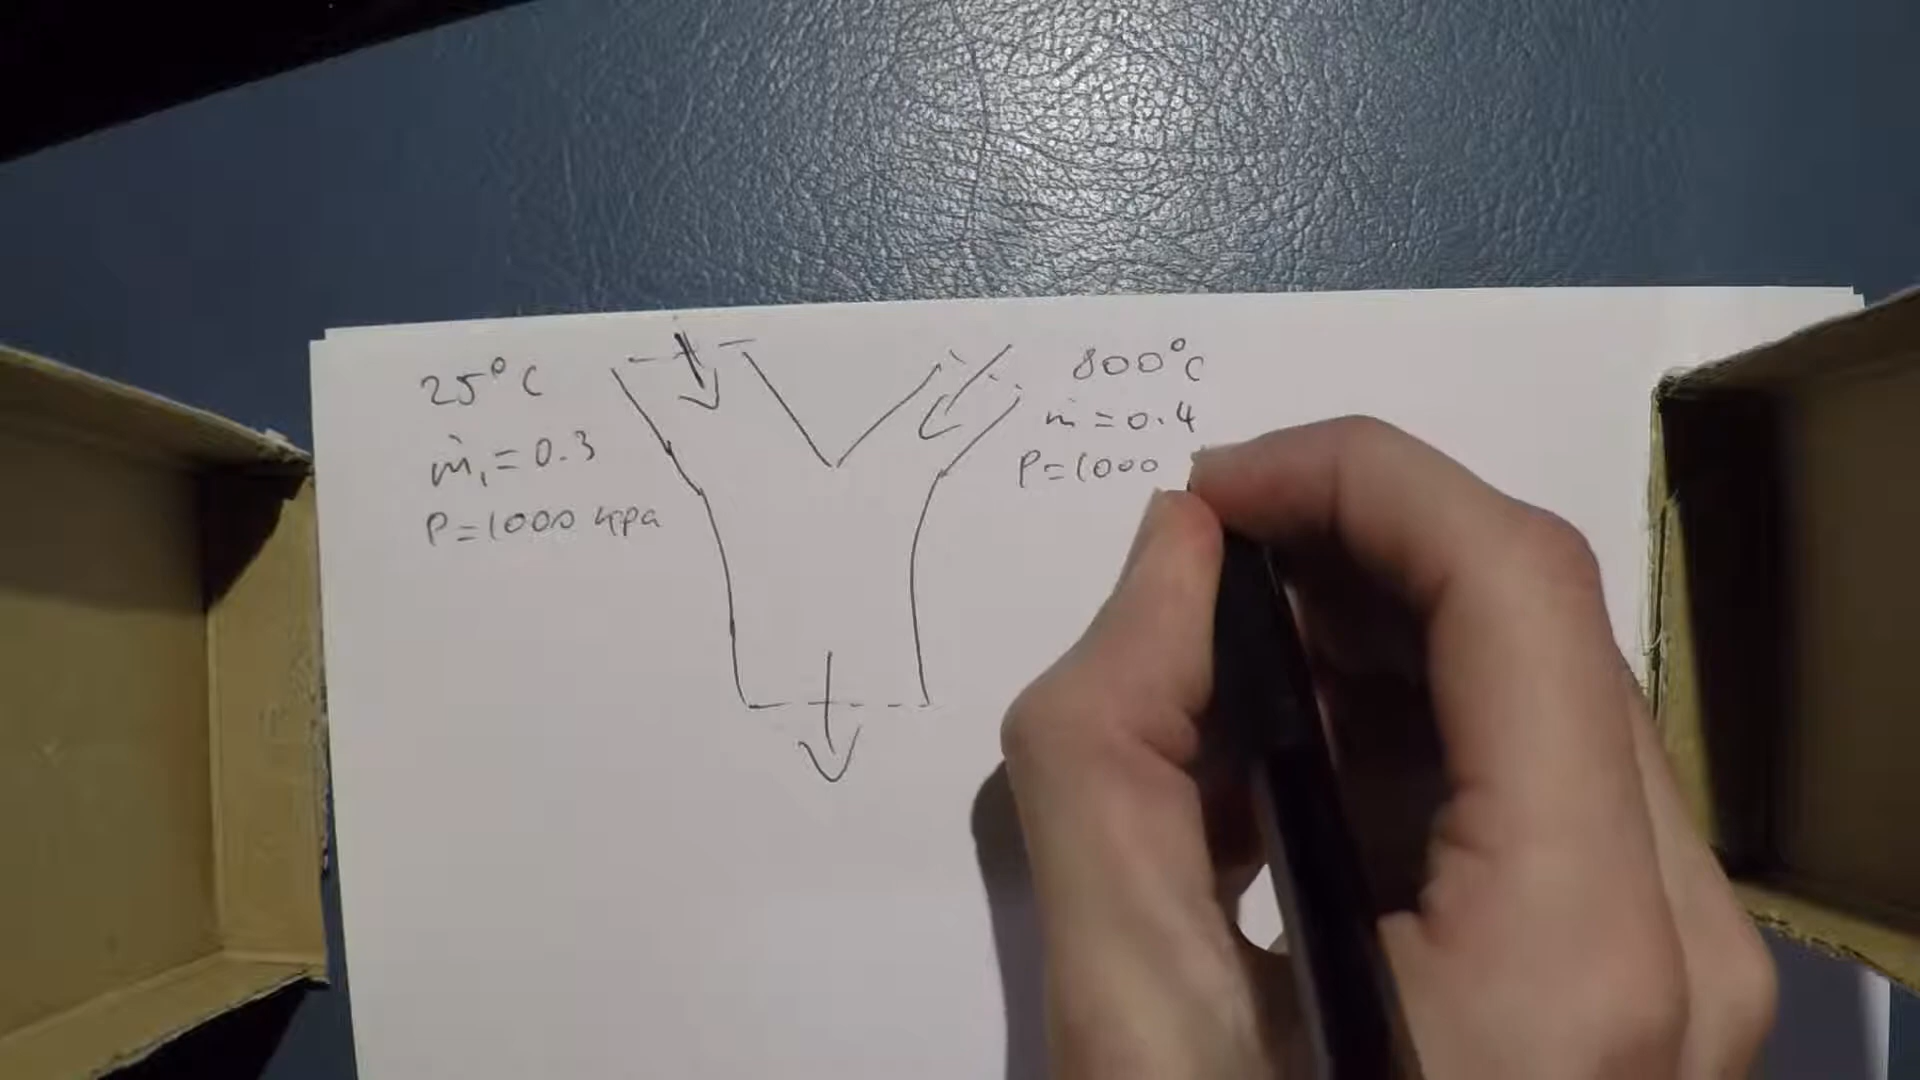 25°C
ṁ₁ = 0.3
P = 1000 kpa
800°C
ṁ = 0.4
P = 1000